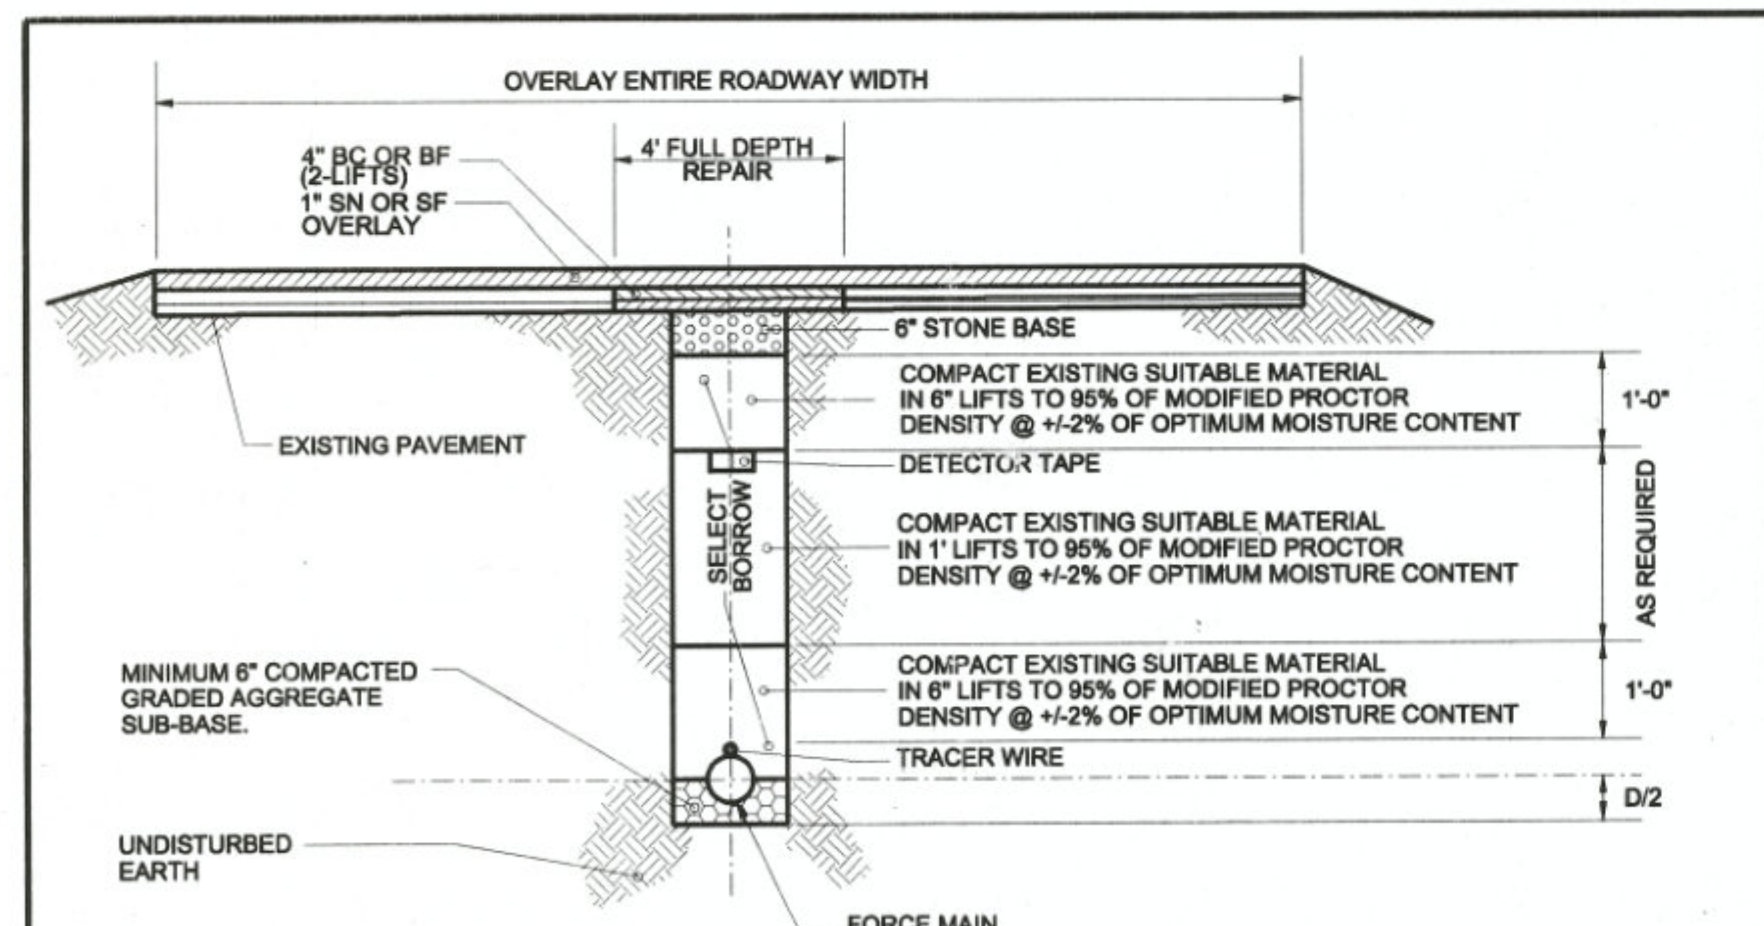 OVERLAY ENTIRE ROADWAY WIDTH
4" BC OR BF
(2-LIFTS)
1" SN OR SF
OVERLAY
4' FULL DEPTH
REPAIR
6" STONE BASE
COMPACT EXISTING SUITABLE MATERIAL
IN 6" LIFTS TO 95% OF MODIFIED PROCTOR
DENSITY @ +/-2% OF OPTIMUM MOISTURE CONTENT
1'-0"
EXISTING PAVEMENT
DETECTOR TAPE
SELECT
BORROW
COMPACT EXISTING SUITABLE MATERIAL
IN 1' LIFTS TO 95% OF MODIFIED PROCTOR
DENSITY @ +/-2% OF OPTIMUM MOISTURE CONTENT
AS REQUIRED
MINIMUM 6" COMPACTED
GRADED AGGREGATE
SUB-BASE.
COMPACT EXISTING SUITABLE MATERIAL
IN 6" LIFTS TO 95% OF MODIFIED PROCTOR
DENSITY @ +/-2% OF OPTIMUM MOISTURE CONTENT
1'-0"
TRACER WIRE
D/2
UNDISTURBED
EARTH
FORCE MAIN